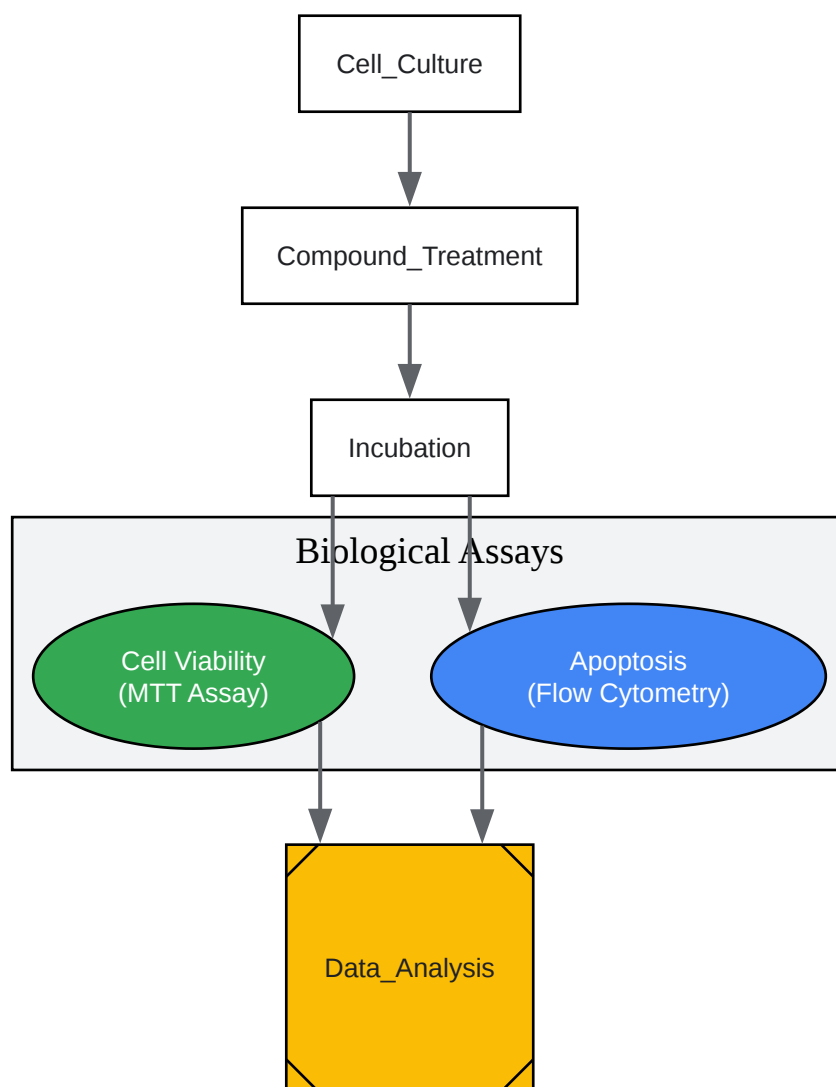 Cell_Culture
Compound_Treatment
Incubation
Biological Assays
Cell Viability
(MTT Assay)
Apoptosis
(Flow Cytometry)
Data_Analysis